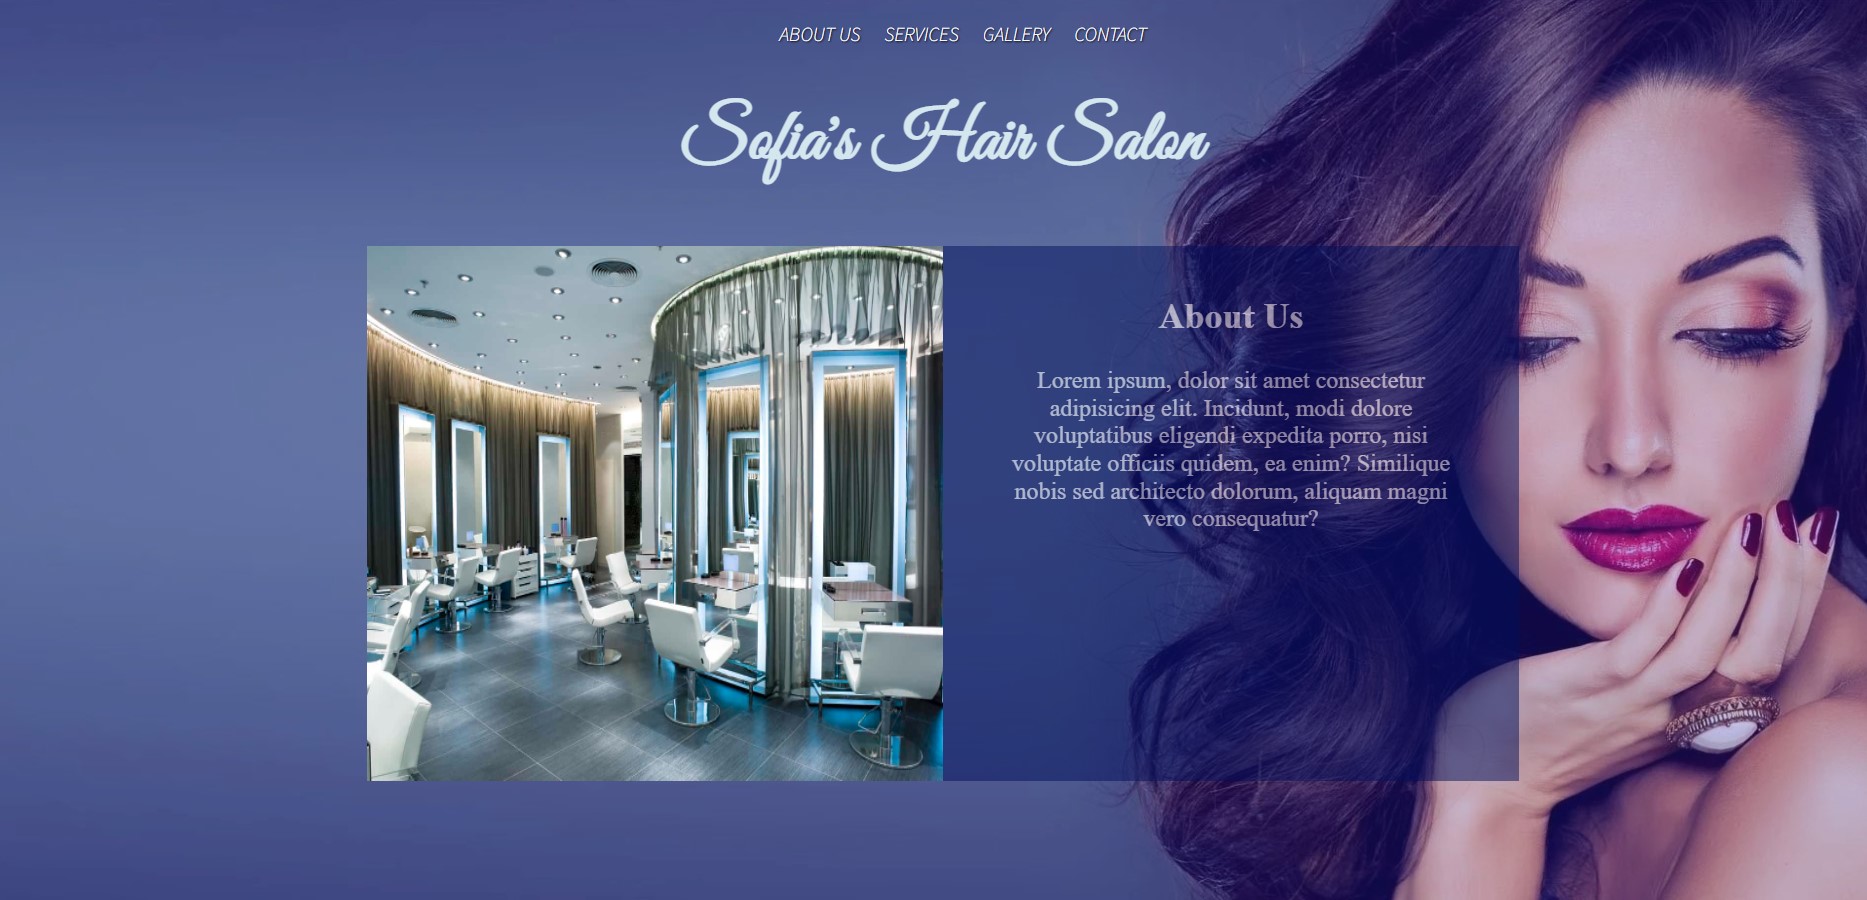 ABOUT US SERVICES GALLERY CONTACT
Sofia's Hair Salon
About Us
Lorem ipsum, dolor sit amet consectetur
adipisicing elit. Incidunt, modi dolore
voluptatibus eligendi expedita porro, nisi
voluptate officiis quidem, ea enim? Similique
nobis sed architecto dolorum, aliquam magni
vero consequatur?